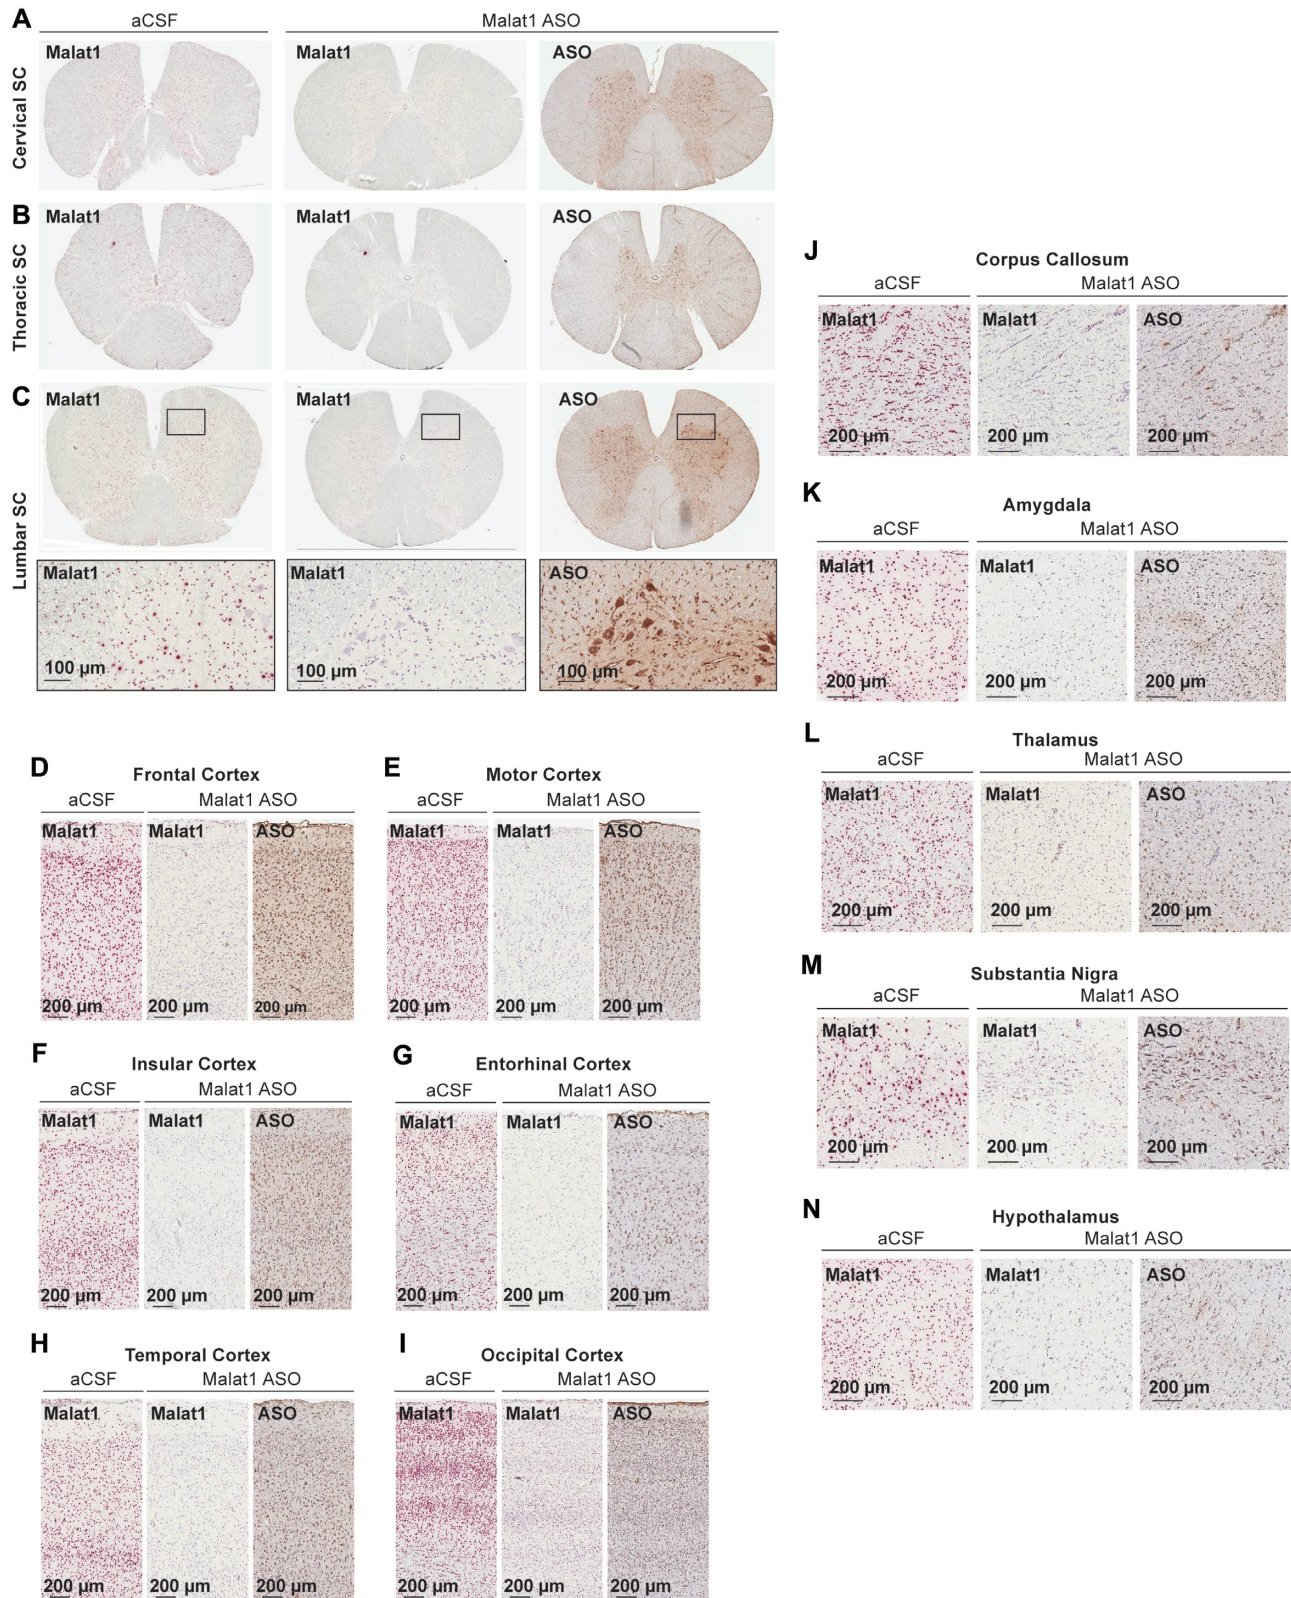 A
aCSF
Malat1 ASO
Cervical SC
Malat1
Malat1
ASO
B
Thoracic SC
Malat1
Malat1
ASO
C
Lumbar SC
Malat1
Malat1
ASO
Malat1
100 µm
Malat1
100 µm
ASO
100 µm
D
Frontal Cortex
aCSF
Malat1 ASO
Malat1
200 µm
Malat1
200 µm
ASO
200 µm
E
Motor Cortex
aCSF
Malat1 ASO
Malat1
200 µm
Malat1
200 µm
ASO
200 µm
F
Insular Cortex
aCSF
Malat1 ASO
Malat1
200 µm
Malat1
200 µm
ASO
200 µm
G
Entorhinal Cortex
aCSF
Malat1 ASO
Malat1
200 µm
Malat1
200 µm
ASO
200 µm
H
Temporal Cortex
aCSF
Malat1 ASO
Malat1
200 µm
Malat1
200 µm
ASO
200 µm
I
Occipital Cortex
aCSF
Malat1 ASO
Malat1
200 µm
Malat1
200 µm
ASO
200 µm
J
Corpus Callosum
aCSF
Malat1 ASO
Malat1
200 µm
Malat1
200 µm
ASO
200 µm
K
Amygdala
aCSF
Malat1 ASO
Malat1
200 µm
Malat1
200 µm
ASO
200 µm
L
Thalamus
aCSF
Malat1 ASO
Malat1
200 µm
Malat1
200 µm
ASO
200 µm
M
Substantia Nigra
aCSF
Malat1 ASO
Malat1
200 µm
Malat1
200 µm
ASO
200 µm
N
Hypothalamus
aCSF
Malat1 ASO
Malat1
200 µm
Malat1
200 µm
ASO
200 µm